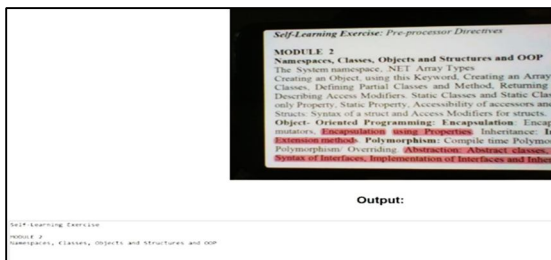 Self-Learning Exercise: Pre-processor Directives
MODULE 2
Namespaces, Classes, Objects and Structures and OOP
The System namespace, .NET Array Types
Creating an Object, using this Keyword, Creating an Array
Classes, Defining Partial Classes and Method, Returning
Describing Access Modifiers, Static Classes and Static Clas
only Property, Static Property, Accessibility of accessors and
Structs: Syntax of a struct and Access Modifiers for structs.
Object- Oriented Programming: Encapsulation: Encap
mutators, Encapsulation using Properties. Inheritance: I
Extension methods. Polymorphism: Compile time Polymo
Polymorphism/ Overriding. Abstraction: Abstract classes,
Syntax of Interfaces, Implementation of Interfaces and Inhe
Output:
Self-Learning Exercise
MODULE 2
Namespaces, Classes, Objects and Structures and OOP